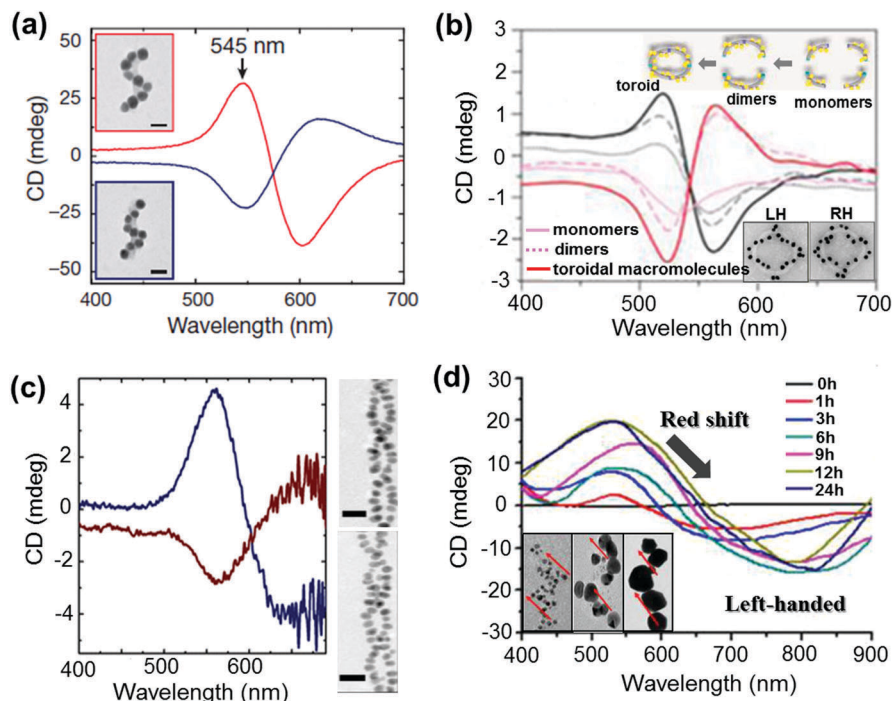 (a)
545 nm
50
25
0
−25
−50
CD (mdeg)
400
500
600
700
Wavelength (nm)
(b)
3
2
1
0
-1
-2
-3
CD (mdeg)
toroid
dimers
monomers
monomers
dimers
toroidal macromolecules
LH
RH
400
500
600
700
Wavelength (nm)
(c)
4
2
0
-2
-4
CD (mdeg)
400
500
600
Wavelength (nm)
(d)
30
20
10
0
-10
-20
-30
CD (mdeg)
Red shift
0h
1h
3h
6h
9h
12h
24h
Left-handed
400
500
600
700
800
900
Wavelength (nm)